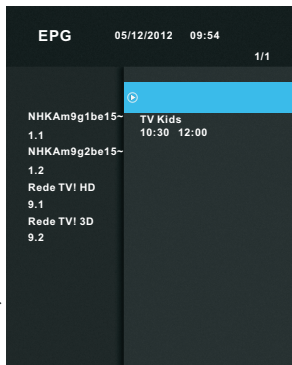 EPG 05/12/2012 09:54
1/1
NHKAm9g1be15~
1.1
NHKAm9g2be15~
1.2
Rede TV! HD
9.1
Rede TV! 3D
9.2
TV Kids
10:30 12:00